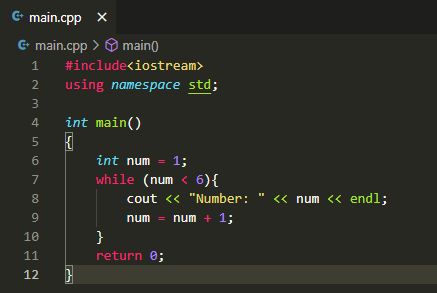 main.cpp ×
main.cpp > main()
1 #include<iostream>
2 using namespace std;
3
4 int main()
5 {
6     int num = 1;
7     while (num < 6){
8         cout << "Number: " << num << endl;
9         num = num + 1;
10     }
11     return 0;
12 }